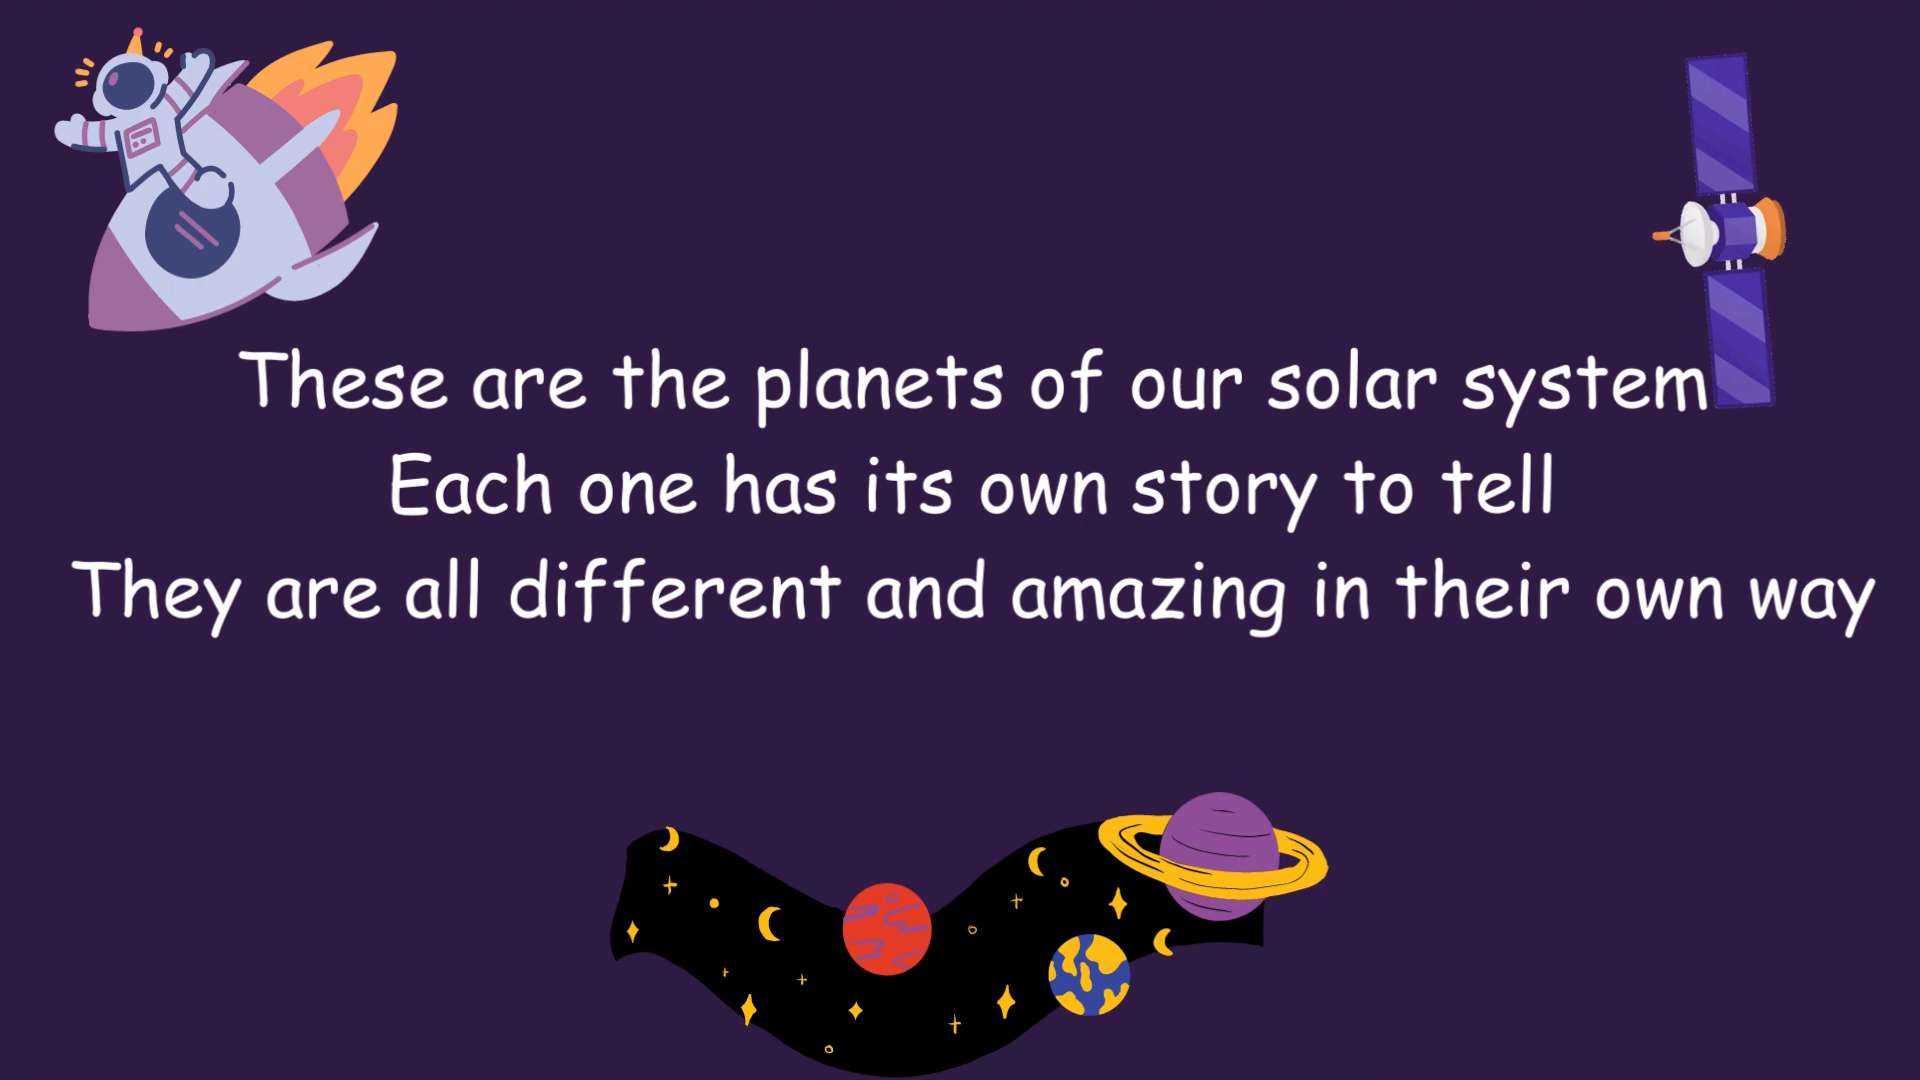 These are the planets of our solar system
Each one has its own story to tell
They are all different and amazing in their own way